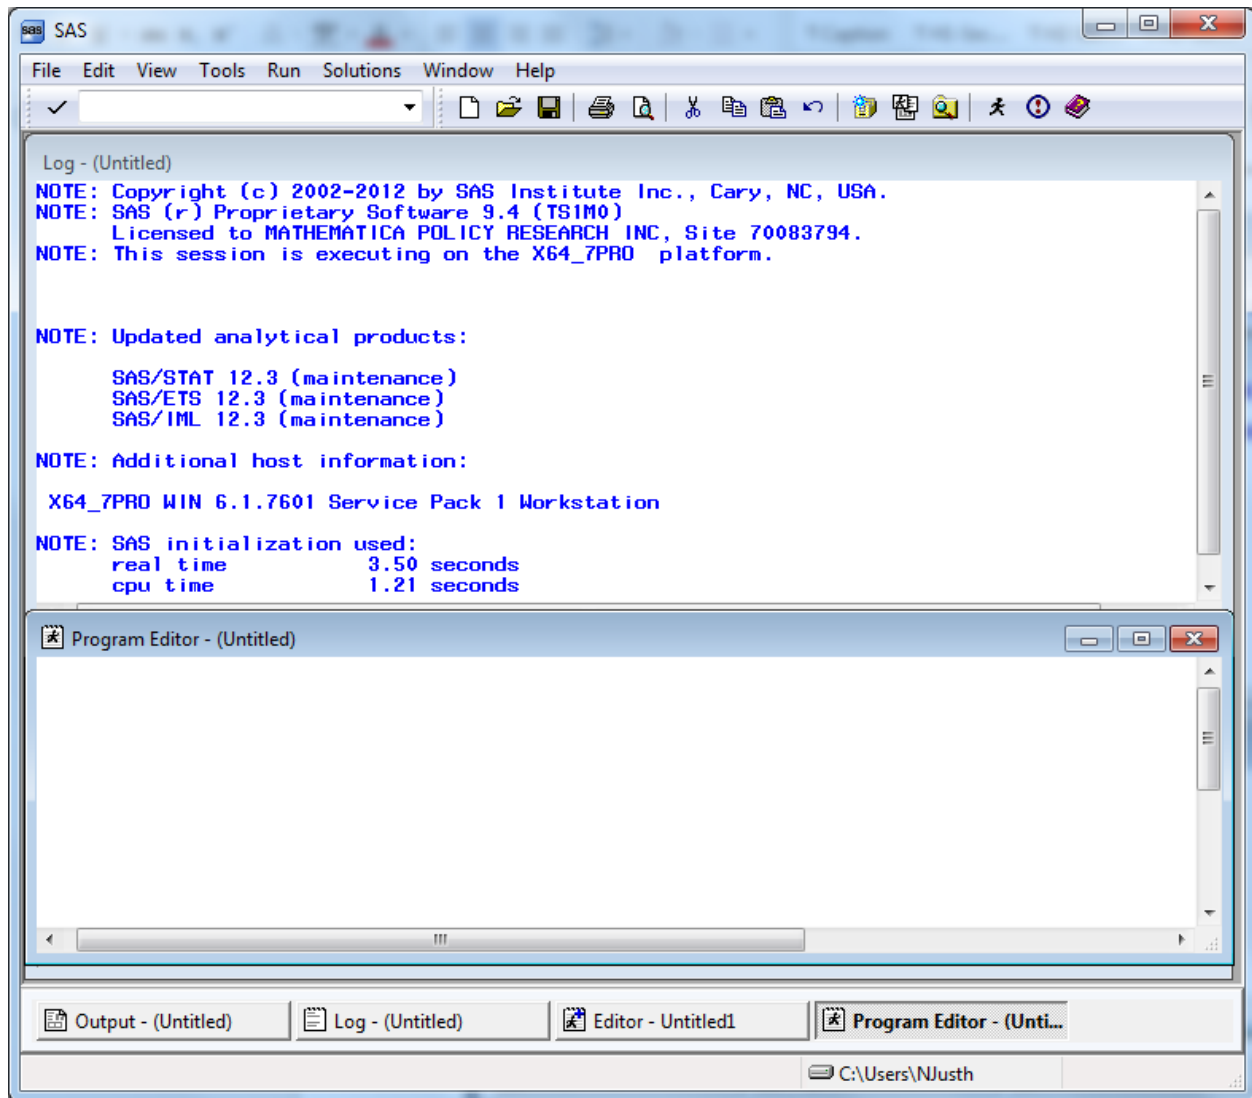 sas SAS
File Edit View Tools Run Solutions Window Help
Log - (Untitled)
NOTE: Copyright (c) 2002-2012 by SAS Institute Inc., Cary, NC, USA.
NOTE: SAS (r) Proprietary Software 9.4 (TS1M0)
Licensed to MATHEMATICA POLICY RESEARCH INC, Site 70083794.
NOTE: This session is executing on the X64_7PRO platform.
NOTE: Updated analytical products:
SAS/STAT 12.3 (maintenance)
SAS/ETS 12.3 (maintenance)
SAS/IML 12.3 (maintenance)
NOTE: Additional host information:
X64_7PRO WIN 6.1.7601 Service Pack 1 Workstation
NOTE: SAS initialization used:
real time 3.50 seconds
cpu time 1.21 seconds
Program Editor - (Untitled)
Output - (Untitled) Log - (Untitled) Editor - Untitled1 Program Editor - (Unti...
C:\Users\NJusth